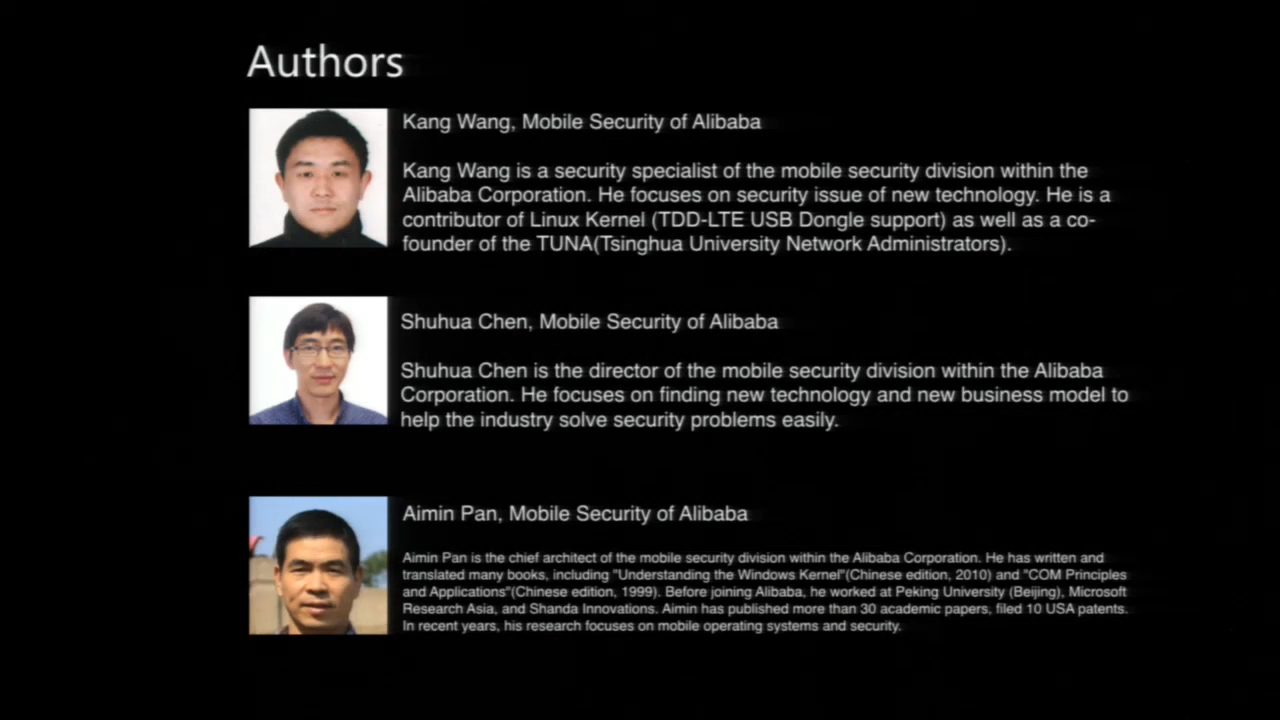 Authors
Kang Wang, Mobile Security of Alibaba
Kang Wang is a security specialist of the mobile security division within the
Alibaba Corporation. He focuses on security issue of new technology. He is a
contributor of Linux Kernel (TDD-LTE USB Dongle support) as well as a co-
founder of the TUNA(Tsinghua University Network Administrators).
Shuhua Chen, Mobile Security of Alibaba
Shuhua Chen is the director of the mobile security division within the Alibaba
Corporation. He focuses on finding new technology and new business model to
help the industry solve security problems easily.
Aimin Pan, Mobile Security of Alibaba
Aimin Pan is the chief architect of the mobile security division within the Alibaba Corporation. He has written and
translated many books, including "Understanding the Windows Kernel"(Chinese edition, 2010) and "COM Principles
and Applications"(Chinese edition, 1999). Before joining Alibaba, he worked at Peking University (Beijing), Microsoft
Research Asia, and Shanda Innovations. Aimin has published more than 30 academic papers, filed 10 USA patents.
In recent years, his research focuses on mobile operating systems and security.